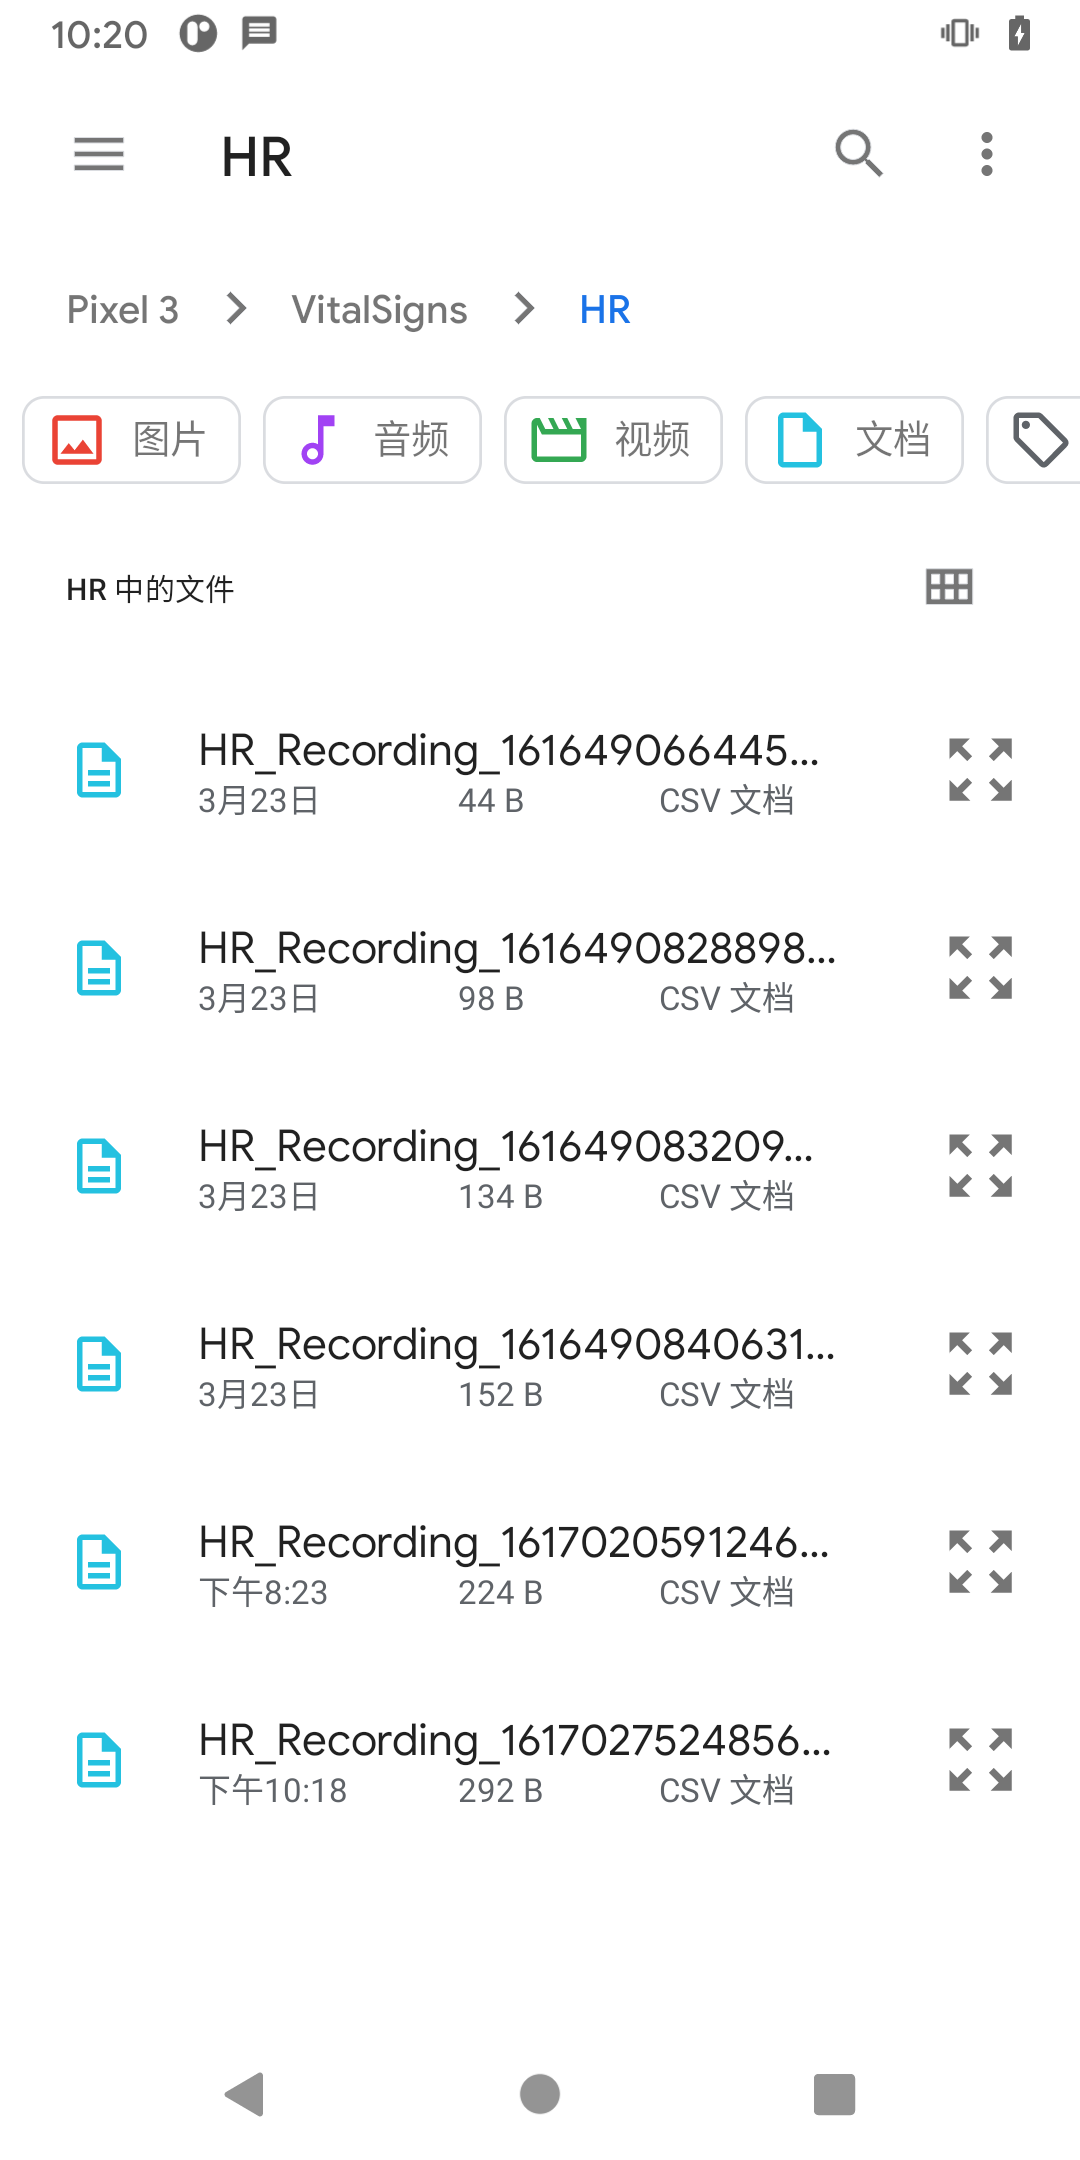 10:20
HR
Pixel 3 VitalSigns HR
图片 音频 视频 文档
HR 中的文件
HR_Recording_161649066445...
3月23日 44 B CSV 文档
HR_Recording_1616490828898...
3月23日 98 B CSV 文档
HR_Recording_161649083209...
3月23日 134 B CSV 文档
HR_Recording_1616490840631...
3月23日 152 B CSV 文档
HR_Recording_1617020591246...
下午8:23 224 B CSV 文档
HR_Recording_1617027524856...
下午10:18 292 B CSV 文档